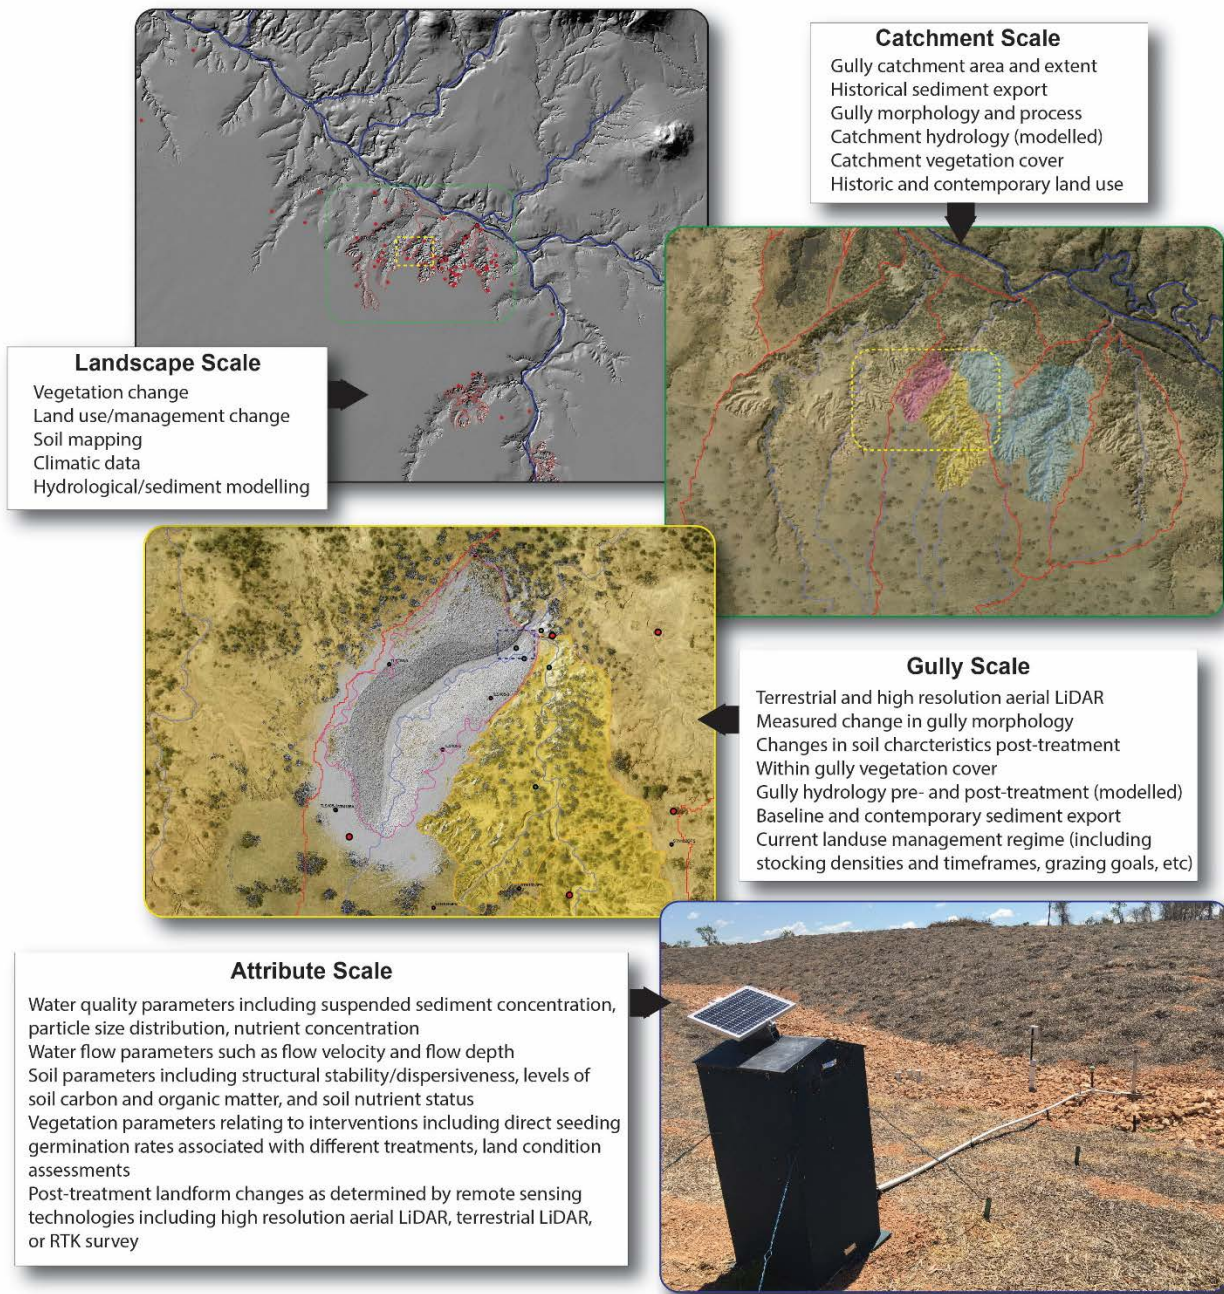 Catchment Scale
Gully catchment area and extent
Historical sediment export
Gully morphology and process
Catchment hydrology (modelled)
Catchment vegetation cover
Historic and contemporary land use
Landscape Scale
Vegetation change
Land use/management change
Soil mapping
Climatic data
Hydrological/sediment modelling
Gully Scale
Terrestrial and high resolution aerial LiDAR
Measured change in gully morphology
Changes in soil charcteristics post-treatment
Within gully vegetation cover
Gully hydrology pre- and post-treatment (modelled)
Baseline and contemporary sediment export
Current landuse management regime (including
stocking densities and timeframes, grazing goals, etc)
Attribute Scale
Water quality parameters including suspended sediment concentration,
particle size distribution, nutrient concentration
Water flow parameters such as flow velocity and flow depth
Soil parameters including structural stability/dispersiveness, levels of
soil carbon and organic matter, and soil nutrient status
Vegetation parameters relating to interventions including direct seeding
germination rates associated with different treatments, land condition
assessments
Post-treatment landform changes as determined by remote sensing
technologies including high resolution aerial LiDAR, terrestrial LiDAR,
or RTK survey